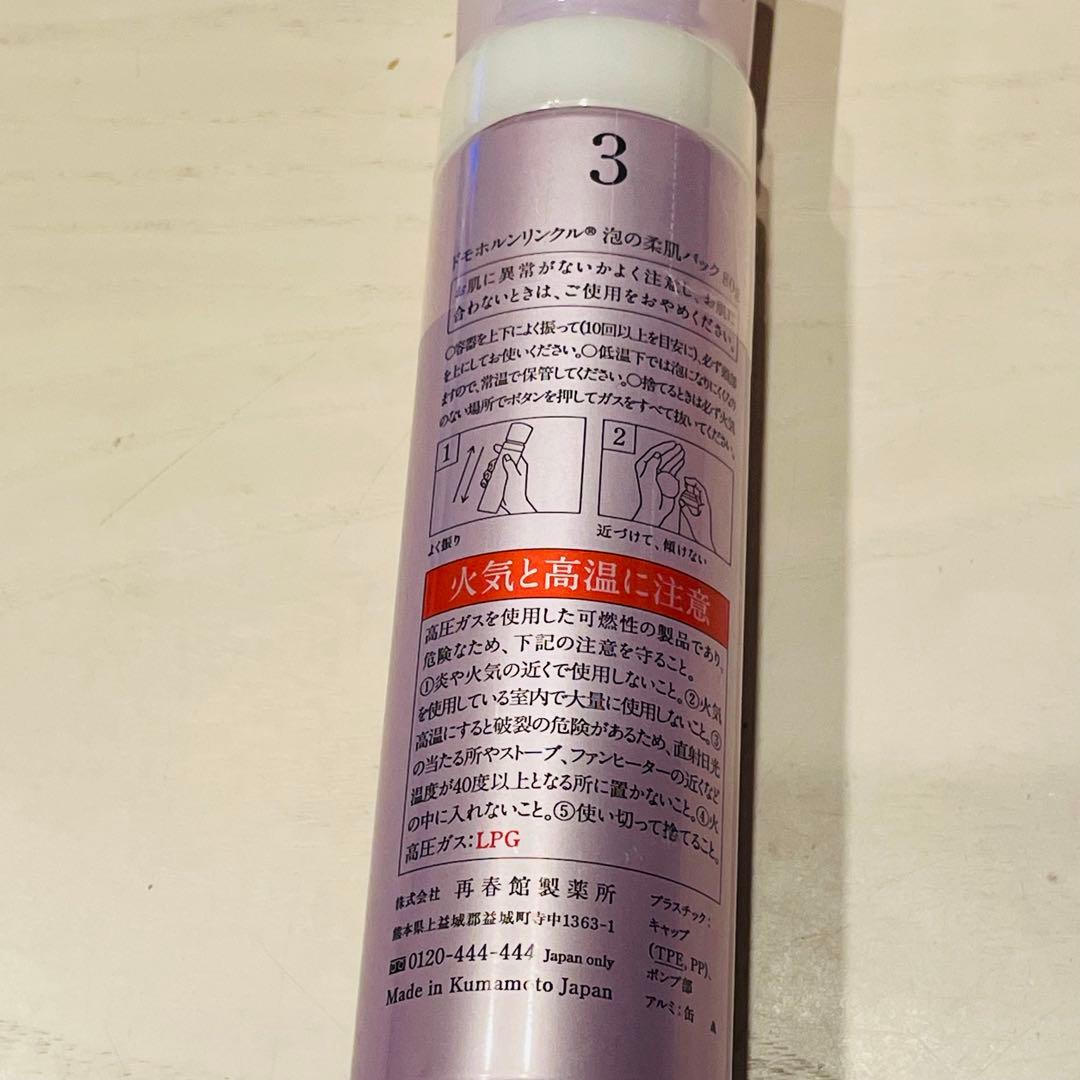 3
ドモホルンリンクル® 泡の柔肌パック 80g
お肌に異常がないかよく注意し、お肌に
合わないときは、ご使用をおやめください。
○容器を上下によく振って(10回以上を目安に)、必ず頭部
を上にしてお使いください。○低温下では泡になりにくくなり
ますので、常温で保管してください。○捨てるときは必ず火気
のない場所でボタンを押してガスをすべて抜いてください。
1
2
よく振り
近づけて、傾けない
火気と高温に注意
高圧ガスを使用した可燃性の製品であり、
危険なため、下記の注意を守ること。
①炎や火気の近くで使用しないこと。②火気
を使用している室内で大量に使用しないこと。③
高温にすると破裂の危険があるため、直射日光
の当たる所やストーブ、ファンヒーターの近くなど
温度が40度以上となる所に置かないこと。④火
の中に入れないこと。⑤使い切って捨てること。
高圧ガス:LPG
株式会社 再春館製薬所
熊本県上益城郡益城町寺中1363-1
0120-444-444 Japan only
Made in Kumamoto Japan
プラスチック:
キャップ
(TPE, PP)、
ポンプ部
アルミ:缶